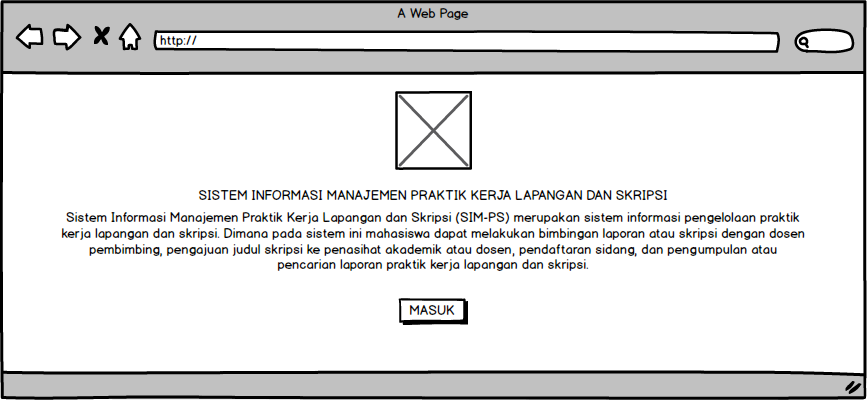 A Web Page
http://
SISTEM INFORMASI MANAJEMEN PRAKTIK KERJA LAPANGAN DAN SKRIPSI
Sistem Informasi Manajemen Praktik Kerja Lapangan dan Skripsi (SIM-PS) merupakan sistem informasi pengelolaan praktik
kerja lapangan dan skripsi. Dimana pada sistem ini mahasiswa dapat melakukan bimbingan laporan atau skripsi dengan dosen
pembimbing, pengajuan judul skripsi ke penasihat akademik atau dosen, pendaftaran sidang, dan pengumpulan atau
pencarian laporan praktik kerja lapangan dan skripsi.
MASUK